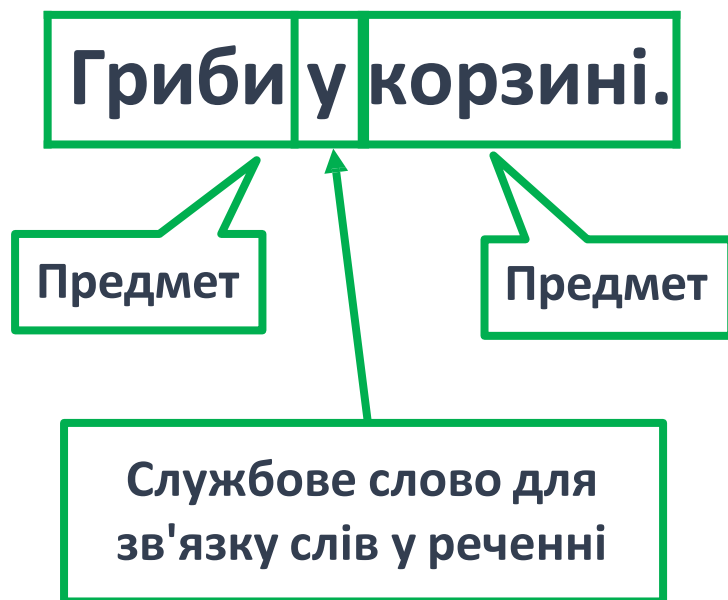 Гриби у корзині.
Предмет
Предмет
Службове слово для
зв'язку слів у реченні